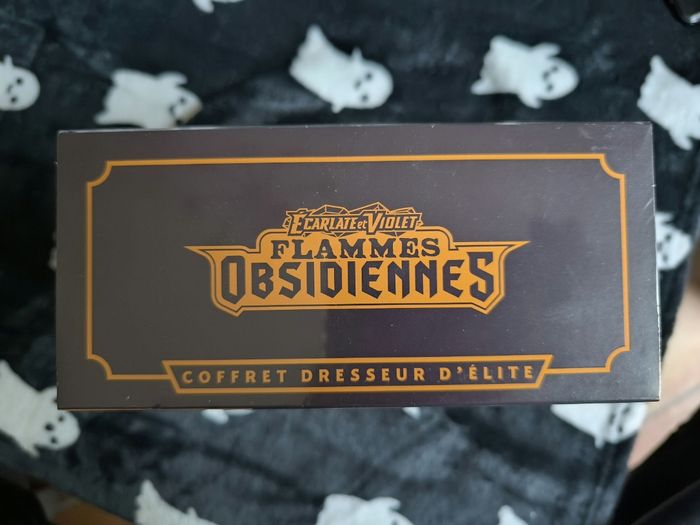 ÉCARLATE et VIOLET
FLAMMES
OBSIDIENNES
COFFRET DRESSEUR D'ÉLITE